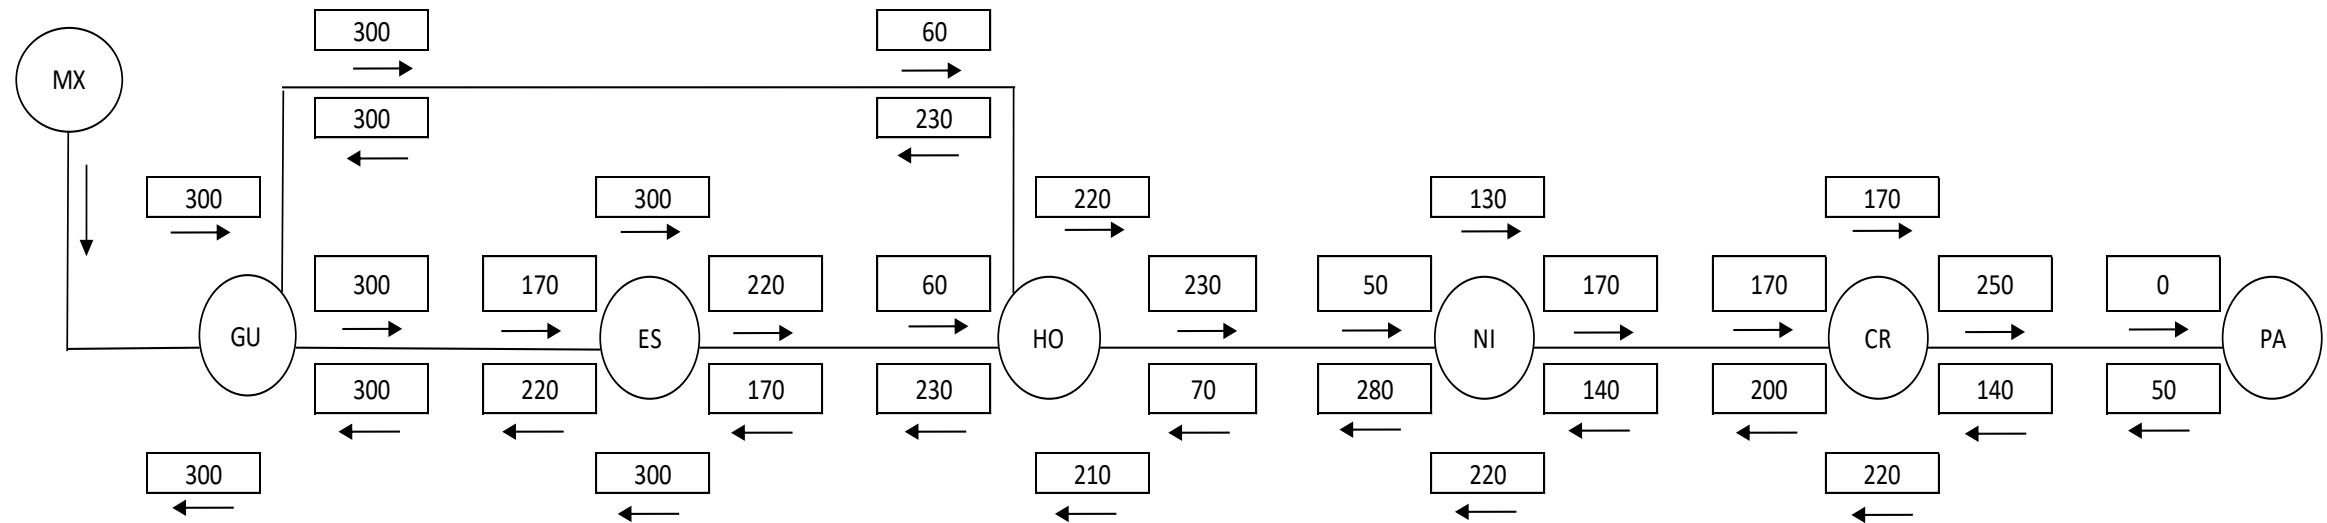 300 60
MX
300 230
300 300 220 130 170
300 170 220 60 230 50 170 170 250 0
GU ES HO NI CR PA
300 220 170 230 70 280 140 200 140 50
300 300 210 220 220